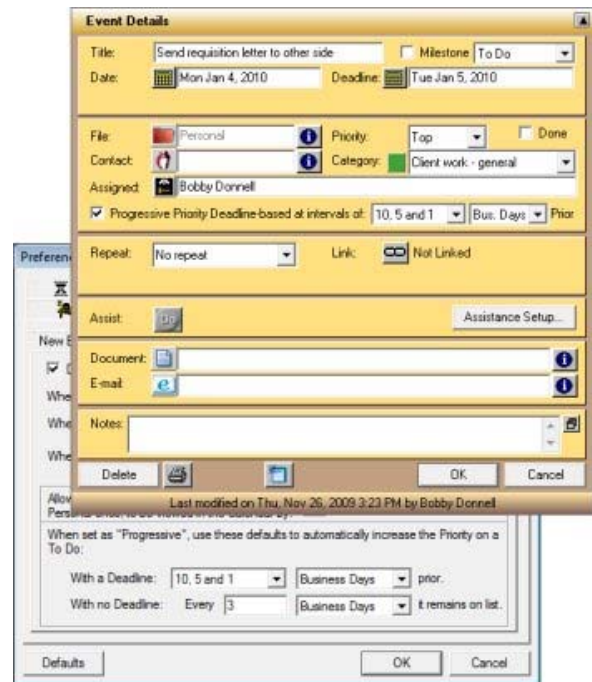 Event Details
Title: Send requisition letter to other side Milestone To Do
Date: Mon Jan 4, 2010 Deadline: Tue Jan 5, 2010
File: Personal Priority: Top Done
Contact: Category: Client work - general
Assigned: Bobby Donnell
Progressive Priority Deadline-based at intervals of: 10, 5 and 1 Bus. Days Prior
Preferen
Repeat: No repeat Link: Not Linked
Assist: Assistance Setup...
New E
Document:
E-mail:
Whe
Whe
Notes:
Whe
Delete OK Cancel
Last modified on Thu, Nov 26, 2009 3:23 PM by Bobby Donnell
Allow
When set as "Progressive", use these defaults to automatically increase the Priority on a
To Do:
With a Deadline: 10, 5 and 1 Business Days prior.
With no Deadline: Every 3 Business Days it remains on list.
Defaults OK Cancel